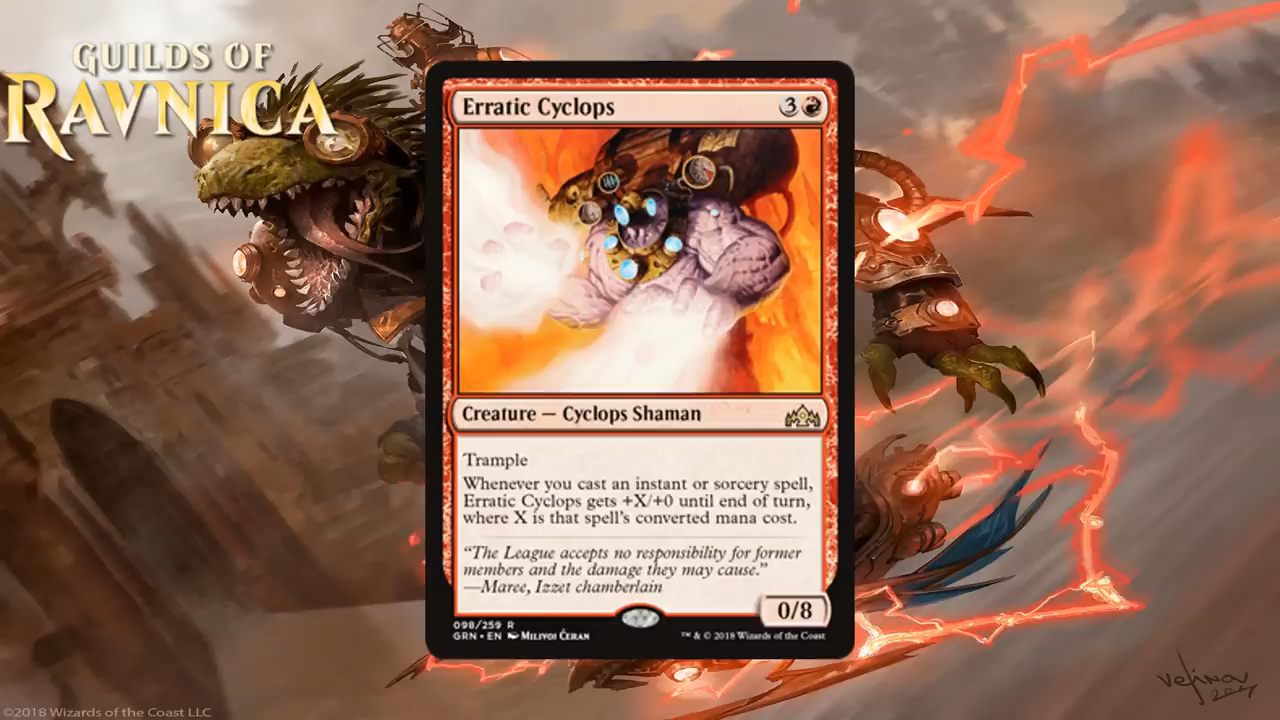 GUILDS OF
RAVNICA
Erratic Cyclops
3
Creature — Cyclops Shaman
Trample
Whenever you cast an instant or sorcery spell,
Erratic Cyclops gets +X/+0 until end of turn,
where X is that spell's converted mana cost.
“The League accepts no responsibility for former
members and the damage they may cause.”
—Maree, Izzet chamberlain
0/8
098/259 R
GRN • EN MILIVOJ ĆERAN
™ & © 2018 Wizards of the Coast
velinov
2017
©2018 Wizards of the Coast LLC